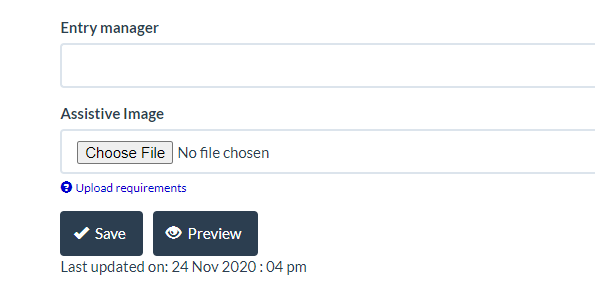 Entry manager
Assistive Image
Choose File No file chosen
Upload requirements
Save Preview
Last updated on: 24 Nov 2020 : 04 pm